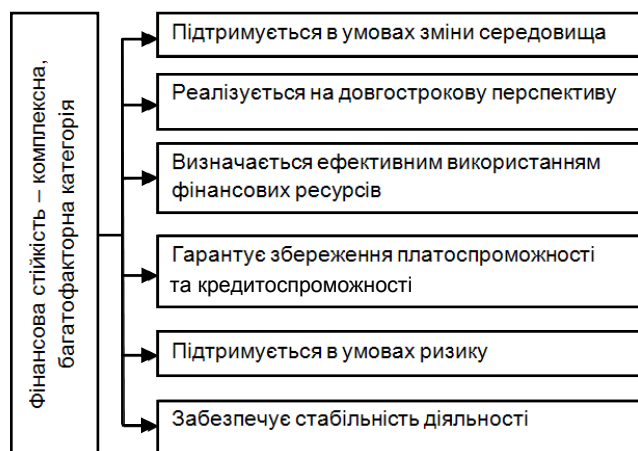 Фінансова стійкість – комплексна,
багатофакторна категорія
Підтримується в умовах зміни середовища
Реалізується на довгострокову перспективу
Визначається ефективним використанням
фінансових ресурсів
Гарантує збереження платоспроможності
та кредитоспроможності
Підтримується в умовах ризику
Забезпечує стабільність діяльності